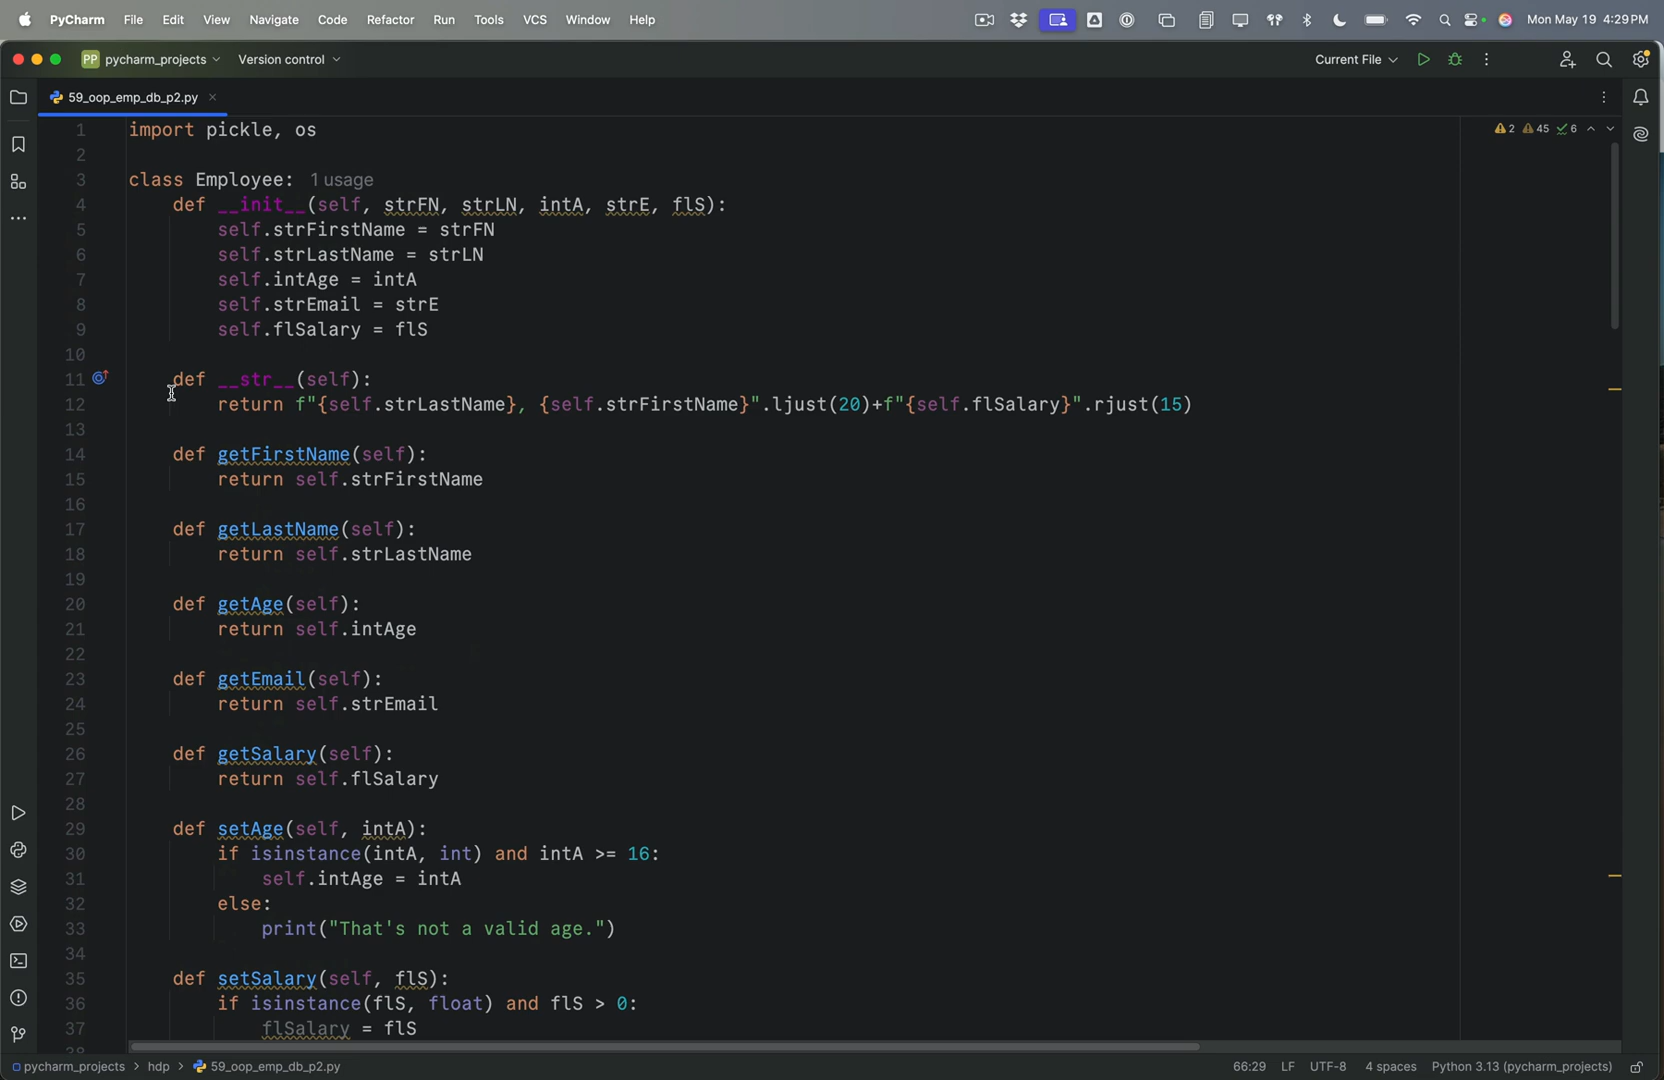 PyCharm File Edit View Navigate Code Refactor Run Tools VCS Window Help Mon May 19 4:29 PM
PP pycharm_projects Version control Current File
59_oop_emp_db_p2.py
2 45 6
1 import pickle, os
2
3 class Employee: 1 usage
4 def __init__(self, strFN, strLN, intA, strE, flS):
5 self.strFirstName = strFN
6 self.strLastName = strLN
7 self.intAge = intA
8 self.strEmail = strE
9 self.flSalary = flS
10
11 def __str__(self):
12 return f"{self.strLastName}, {self.strFirstName}".ljust(20)+f"{self.flSalary}".rjust(15)
13
14 def getFirstName(self):
15 return self.strFirstName
16
17 def getLastName(self):
18 return self.strLastName
19
20 def getAge(self):
21 return self.intAge
22
23 def getEmail(self):
24 return self.strEmail
25
26 def getSalary(self):
27 return self.flSalary
28
29 def setAge(self, intA):
30 if isinstance(intA, int) and intA >= 16:
31 self.intAge = intA
32 else:
33 print("That's not a valid age.")
34
35 def setSalary(self, flS):
36 if isinstance(flS, float) and flS > 0:
37 flSalary = flS
38
pycharm_projects > hdp > 59_oop_emp_db_p2.py 66:29 LF UTF-8 4 spaces Python 3.13 (pycharm_projects)